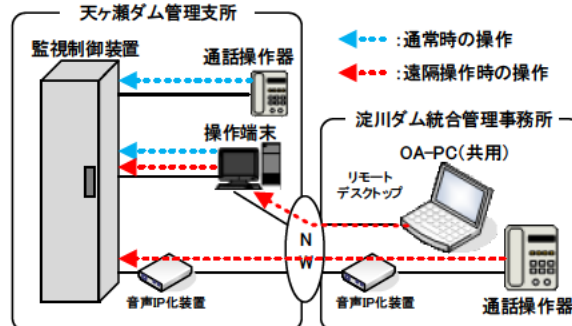 天ヶ瀬ダム管理支所
監視制御装置
通話操作器
:通常時の操作
:遠隔操作時の操作
操作端末
淀川ダム統合管理事務所
OA-PC(共用)
リモート
デスクトップ
N
W
音声IP化装置
音声IP化装置
通話操作器